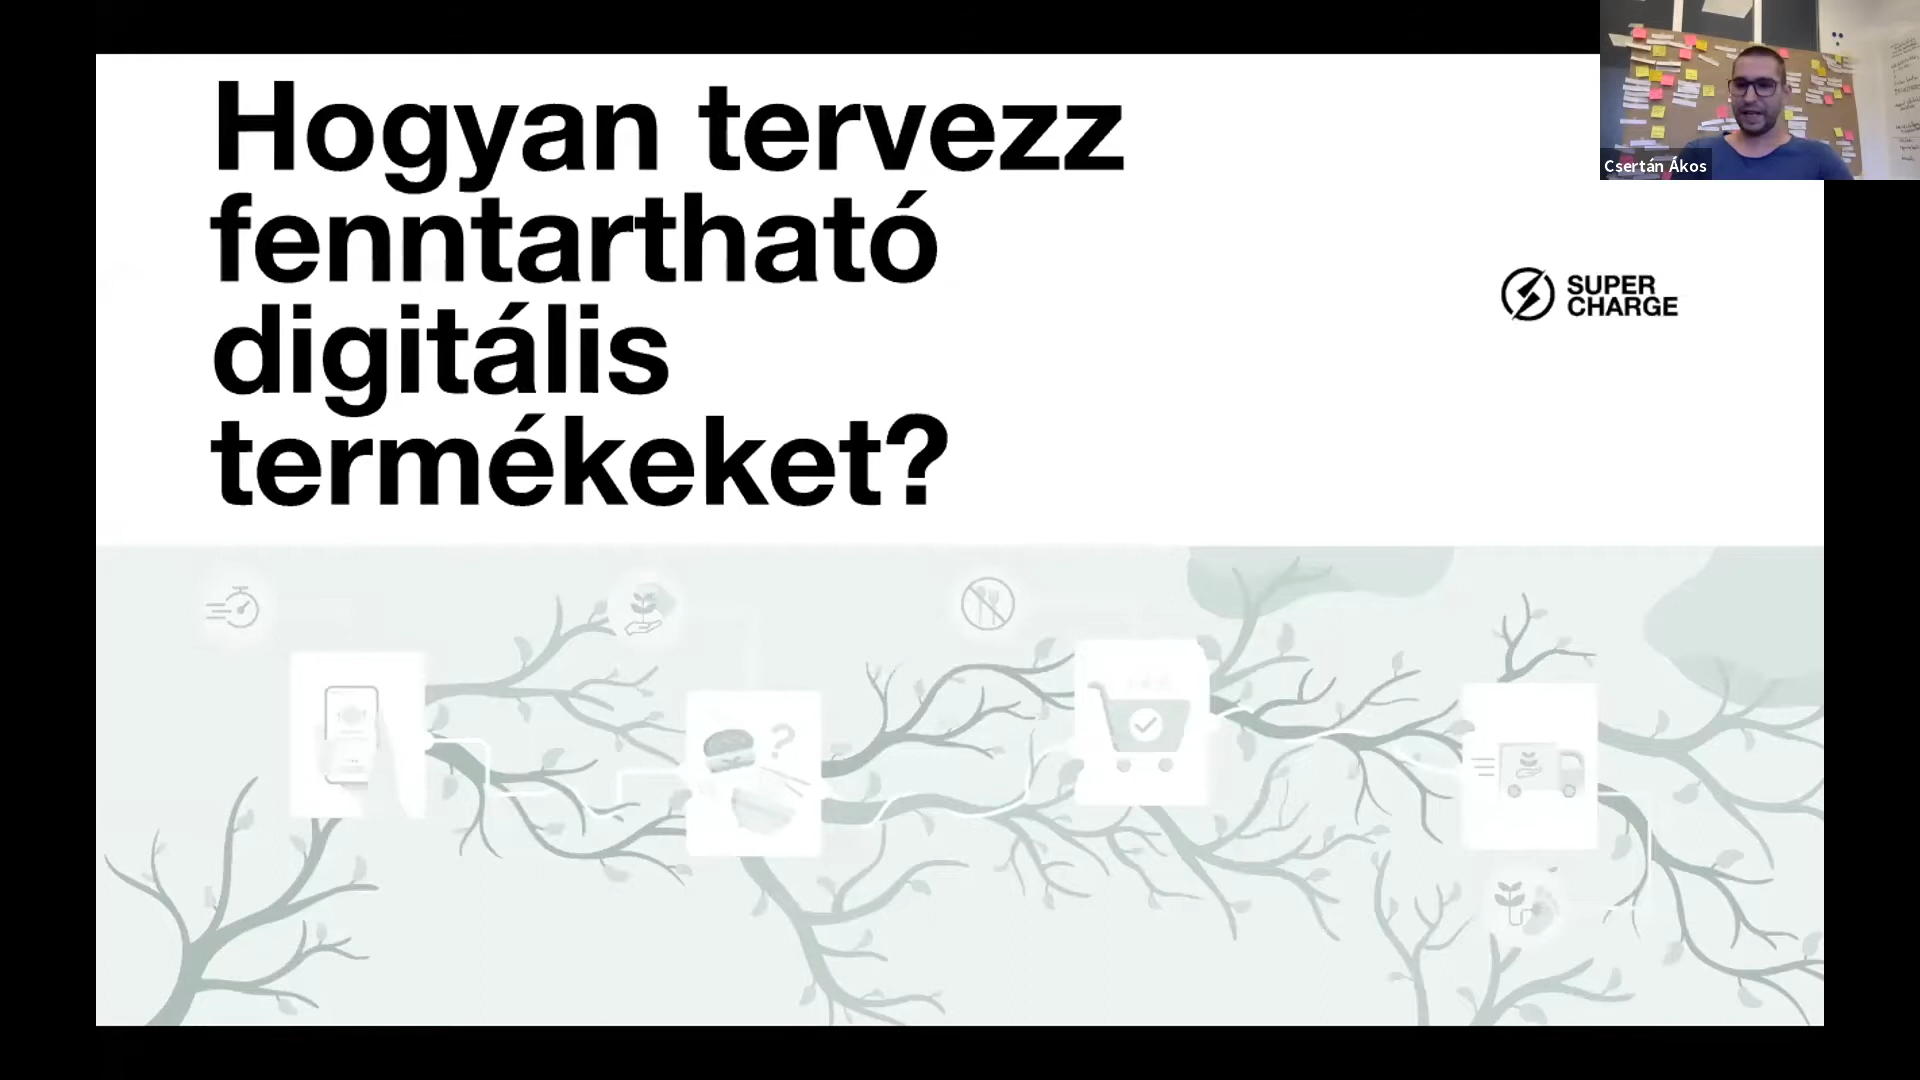 Hogyan tervezz
fenntartható
digitális
termékeket?
SUPER
CHARGE
Csertán Ákos
?